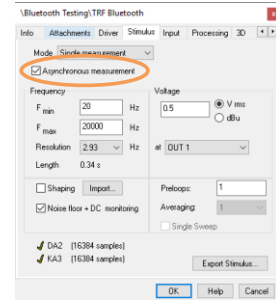 \Bluetooth Testing\TRF Bluetooth
Info Attachments Driver Stimulus Input Processing 3D
Mode Single measurement
Asynchronous measurement
Frequency
F min 20 Hz
F max 20000 Hz
Resolution 2.93 Hz
Length 0.34 s
Voltage
0.5 V rms
dBu
at OUT 1
Shaping Import...
Noise floor + DC monitoring
Preloops: 1
Averaging: 1
Single Sweep
DA2 (16384 samples)
KA3 (16384 samples)
Export Stimulus...
OK Help Cancel